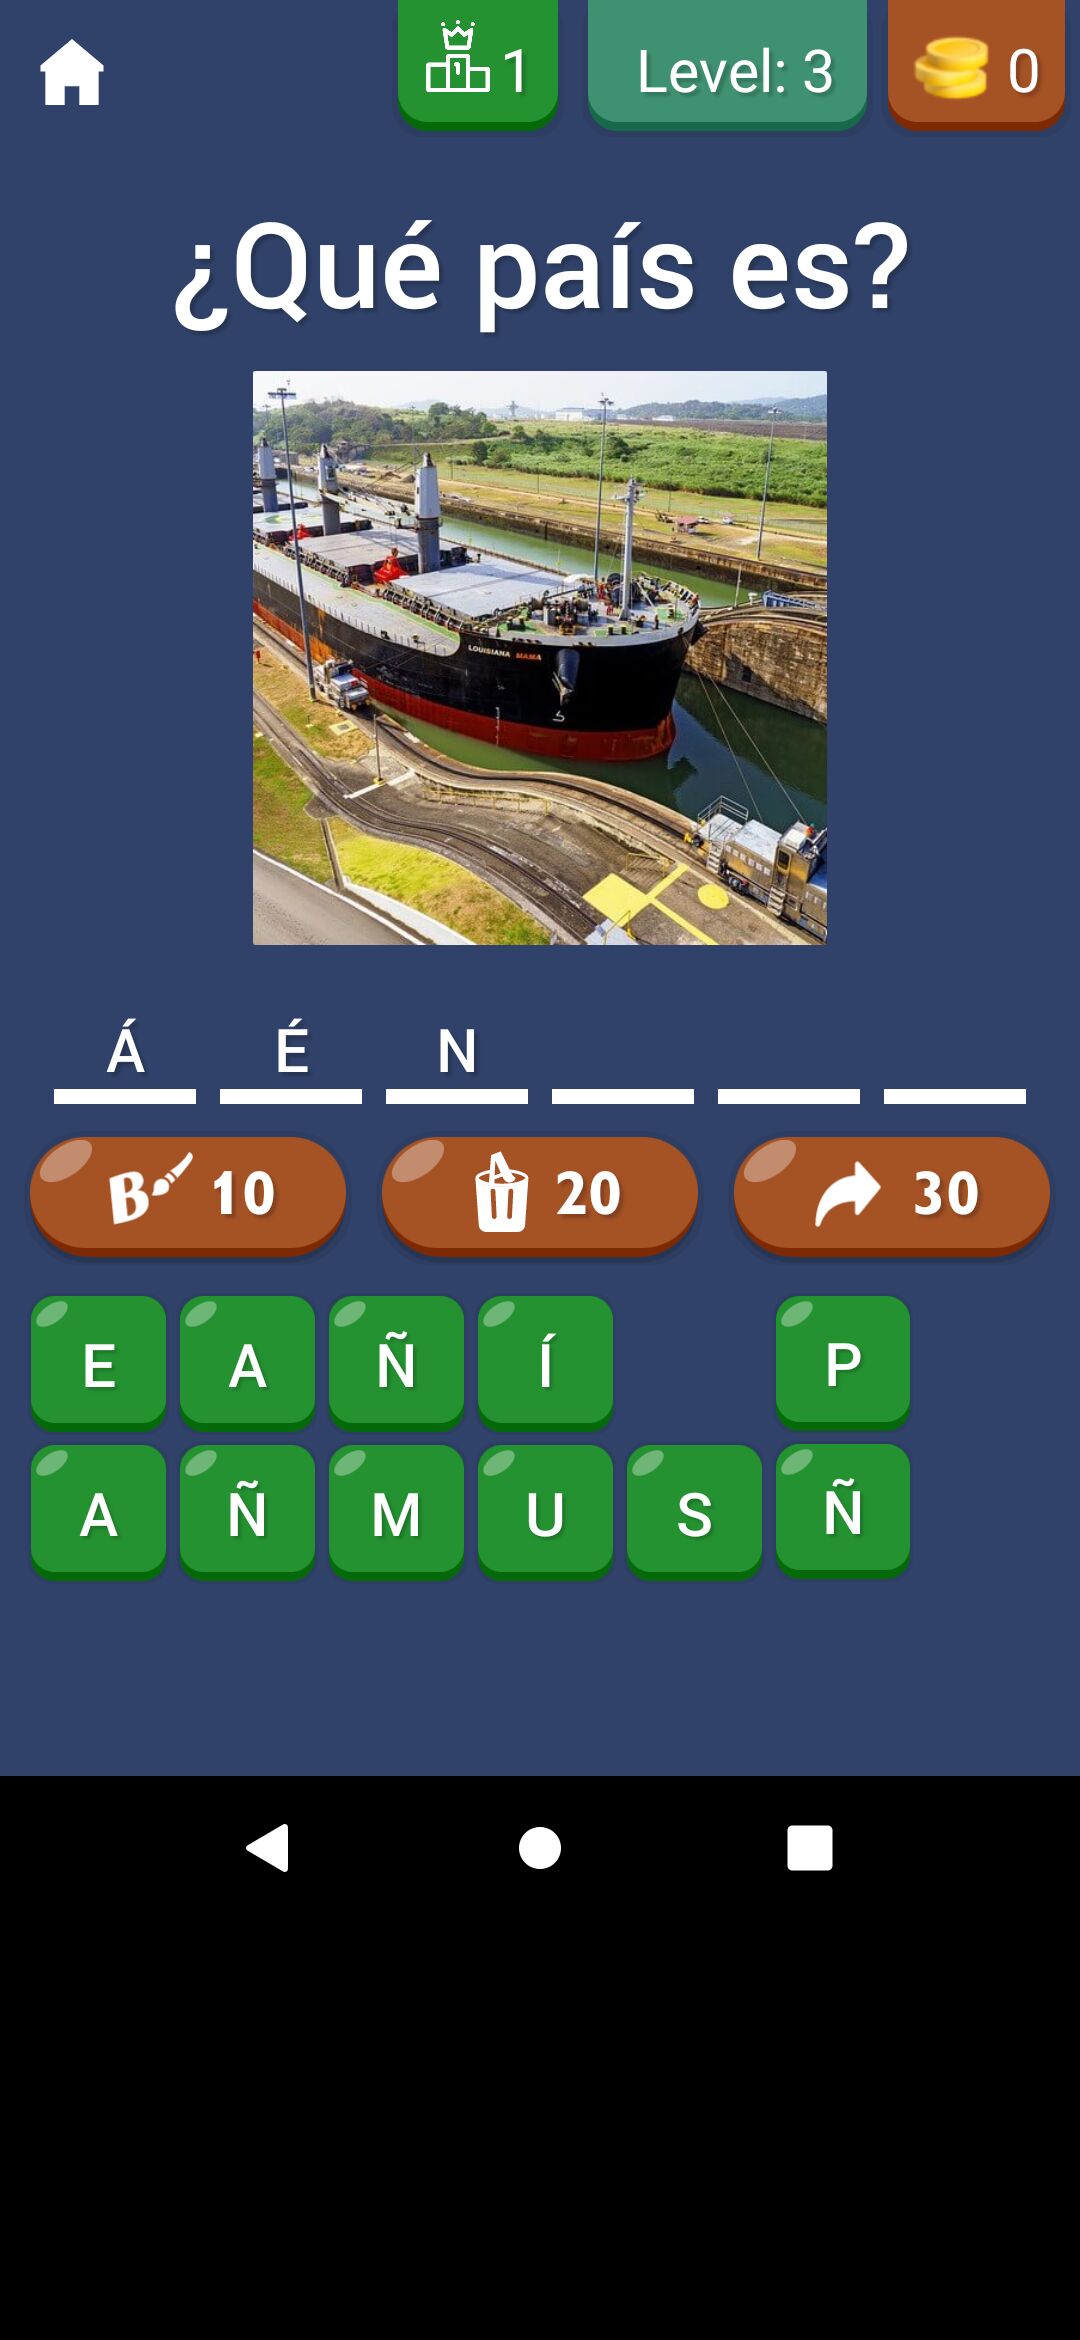 1 Level: 3 0
¿Qué país es?
LOUISIANA MAMA
Á É N
B 10 20 30
E A Ñ Í P
A Ñ M U S Ñ